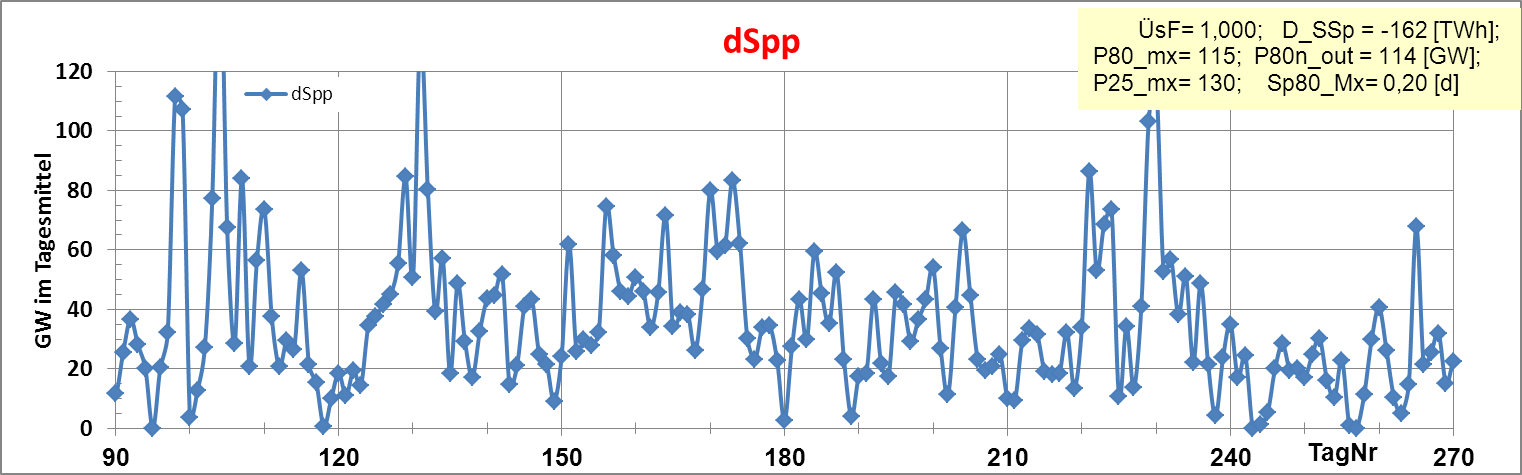 dSpp
ÜsF= 1,000; D_SSp = -162 [TWh];
P80_mx= 115; P80n_out = 114 [GW];
P25_mx= 130; Sp80_Mx= 0,20 [d]
dSpp
GW im Tagesmittel
120
100
80
60
40
20
0
90 120 150 180 210 240 270
TagNr